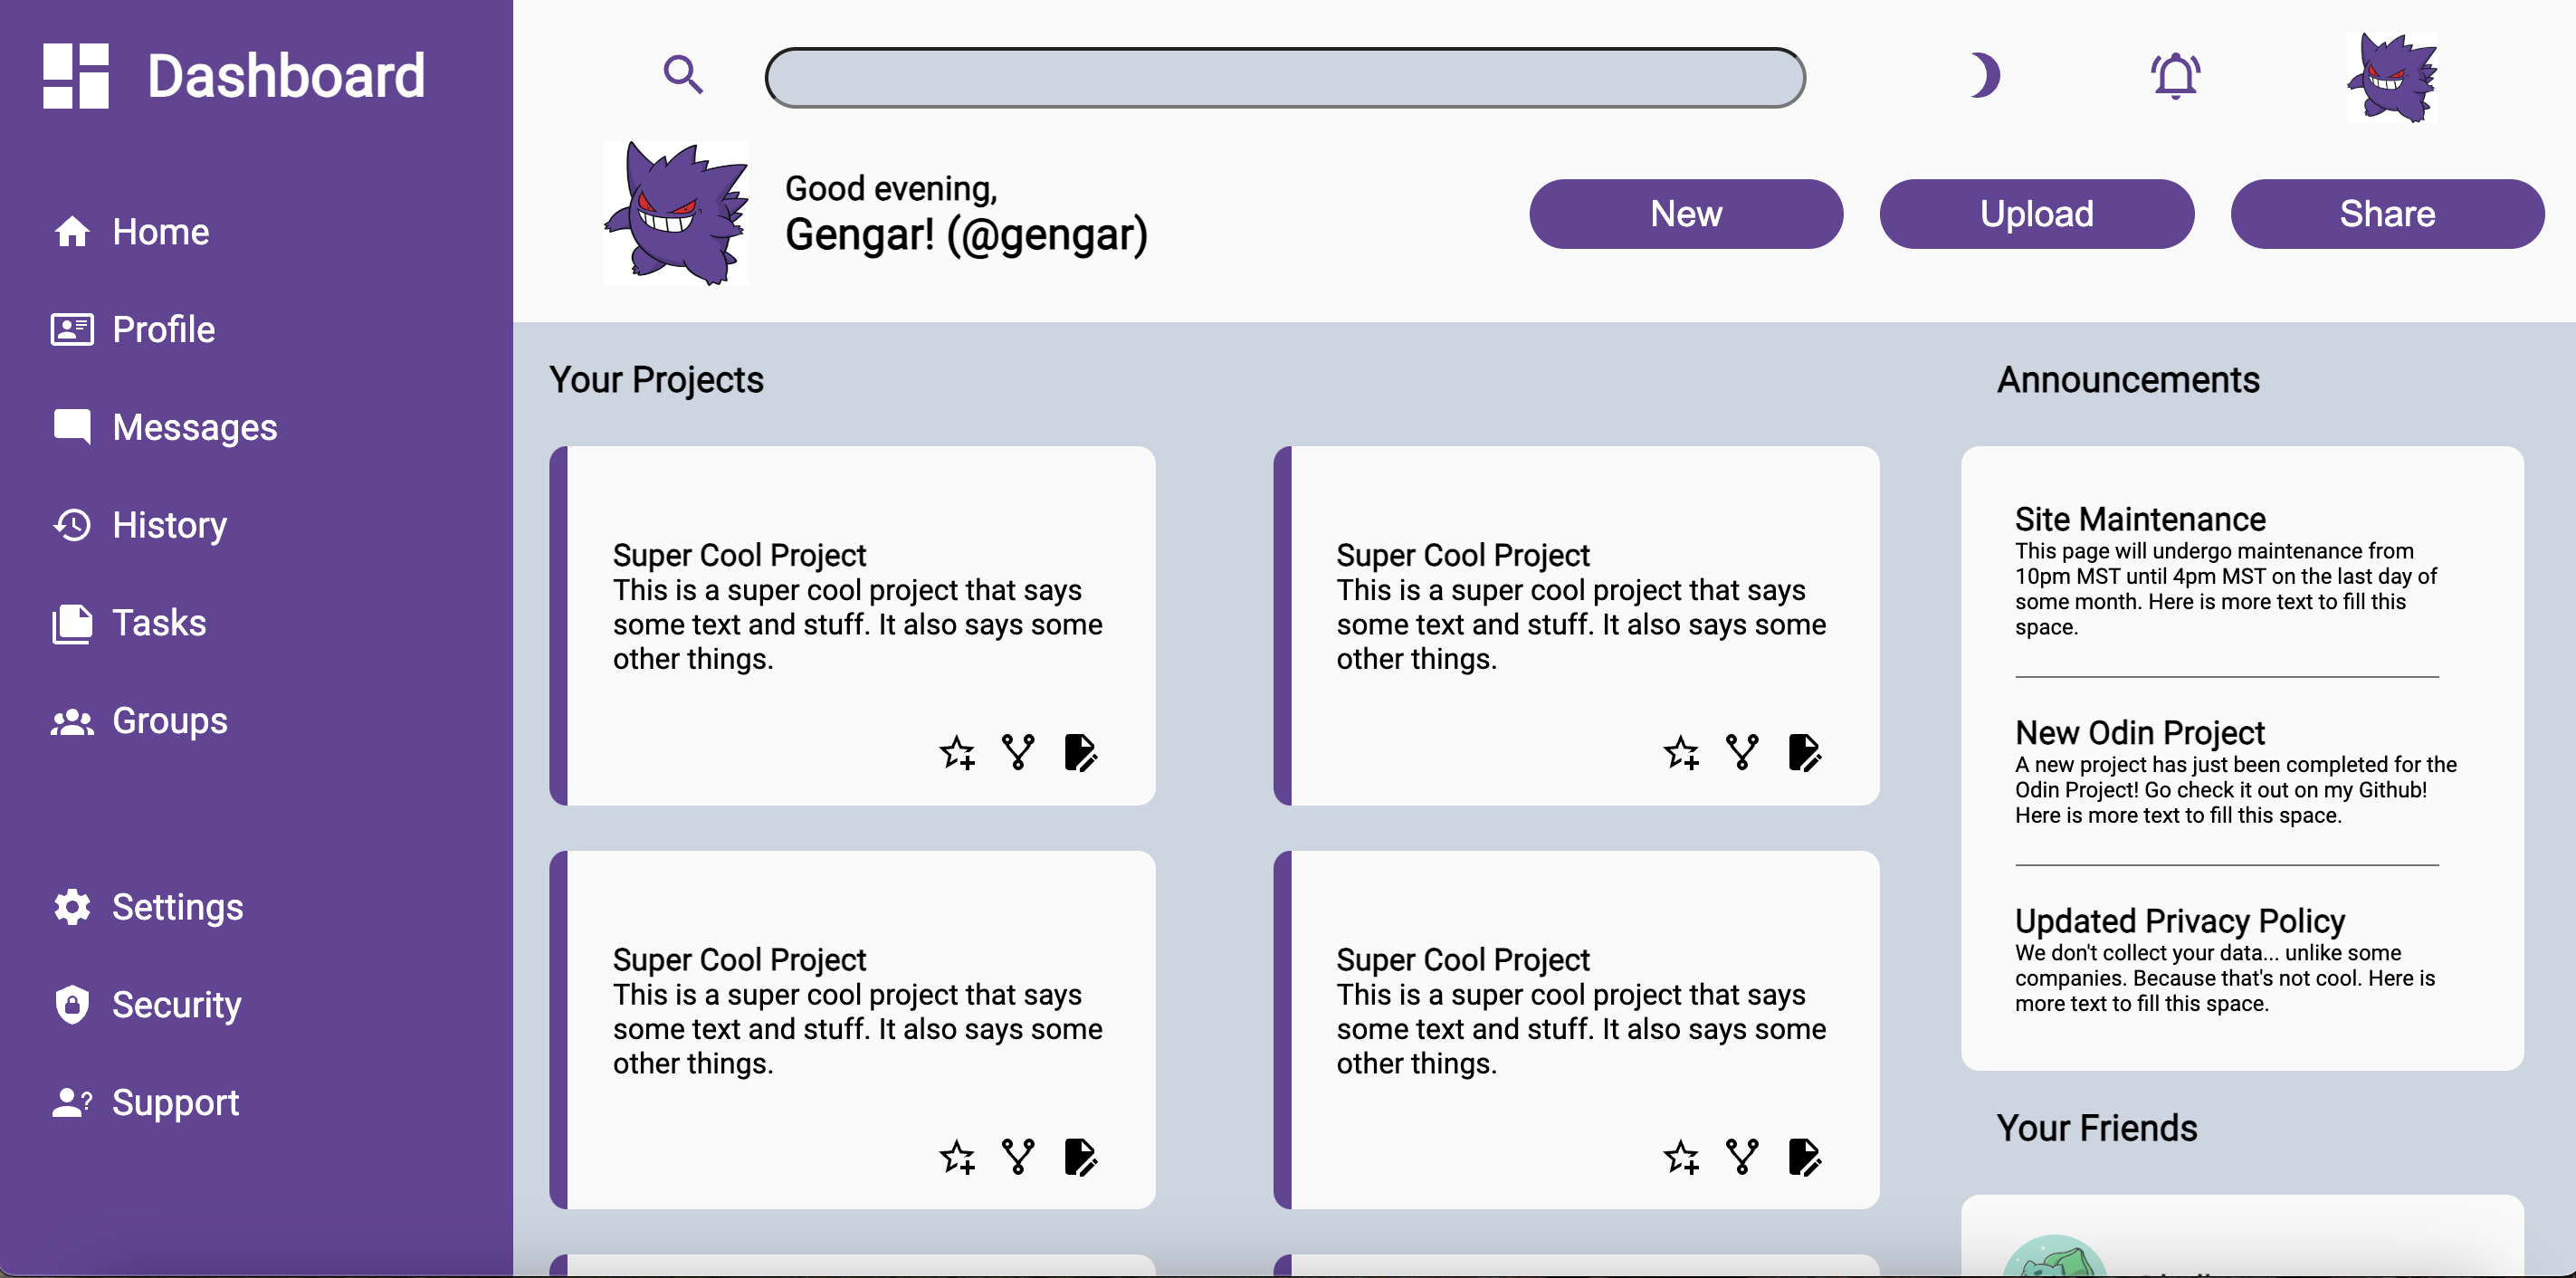 Dashboard
Home
Profile
Messages
History
Tasks
Groups
Settings
Security
Support
Good evening,
Gengar! (@gengar)
New
Upload
Share
Your Projects
Super Cool Project
This is a super cool project that says
some text and stuff. It also says some
other things.
Super Cool Project
This is a super cool project that says
some text and stuff. It also says some
other things.
Super Cool Project
This is a super cool project that says
some text and stuff. It also says some
other things.
Super Cool Project
This is a super cool project that says
some text and stuff. It also says some
other things.
Announcements
Site Maintenance
This page will undergo maintenance from
10pm MST until 4pm MST on the last day of
some month. Here is more text to fill this
space.
New Odin Project
A new project has just been completed for the
Odin Project! Go check it out on my Github!
Here is more text to fill this space.
Updated Privacy Policy
We don't collect your data... unlike some
companies. Because that's not cool. Here is
more text to fill this space.
Your Friends